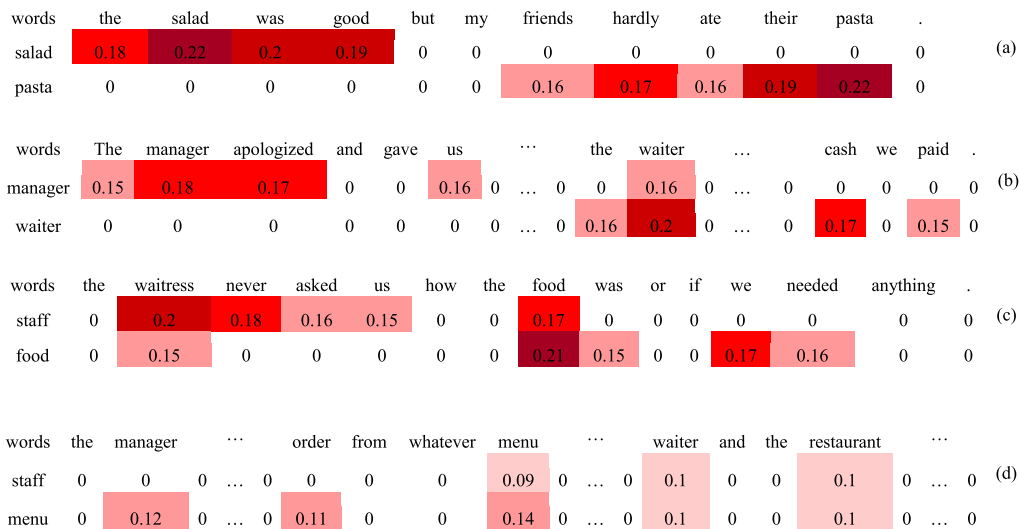 words the salad was good but my friends hardly ate their pasta .
salad 0.18 0.22 0.2 0.19 0 0 0 0 0 0 0 0 (a)
pasta 0 0 0 0 0 0 0.16 0.17 0.16 0.19 0.22 0
words The manager apologized and gave us ... the waiter ... cash we paid .
manager 0.15 0.18 0.17 0 0 0.16 0 ... 0 0 0.16 0 ... 0 0 0 0 0 (b)
waiter 0 0 0 0 0 0 0 ... 0 0.16 0.2 0 ... 0 0.17 0 0.15 0
words the waitress never asked us how the food was or if we needed anything .
staff 0 0.2 0.18 0.16 0.15 0 0 0.17 0 0 0 0 0 0 0 (c)
food 0 0.15 0 0 0 0 0 0.21 0.15 0 0 0.17 0.16 0 0
words the manager ... order from whatever menu ... waiter and the restaurant ...
staff 0 0 0 ... 0 0 0 0 0.09 0 ... 0 0.1 0 0 0.1 0 ... 0 (d)
menu 0 0.12 0 ... 0 0.11 0 0 0.14 0 ... 0 0.1 0 0 0.1 0 ... 0